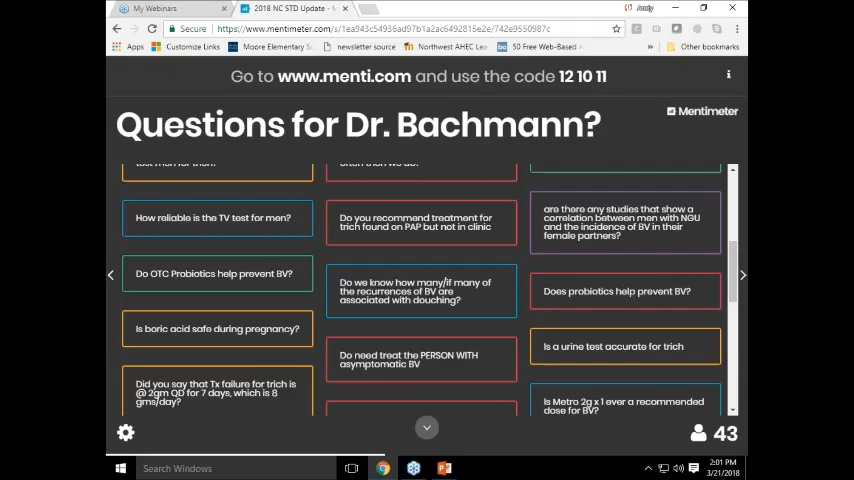 My Webinars
2018 NC STD Update - M
Andy
Secure
https://www.mentimeter.com/s/1ea943c54936ad97b1a2ac6492815e2e/742e9550987c
Apps
Customize Links
Moore Elementary S
newsletter source
Northwest AHEC Lea
50 Free Web-Based
Other bookmarks
Go to www.menti.com and use the code 12 10 11
Mentimeter
Questions for Dr. Bachmann?
test men for trich?
often then we do?
How reliable is the TV test for men?
Do you recommend treatment for
trich found on PAP but not in clinic
are there any studies that show a
correlation between men with NGU
and the incidence of BV in their
female partners?
Do OTC Probiotics help prevent BV?
Do we know how many/if many of
the recurrences of BV are
associated with douching?
Does probiotics help prevent BV?
Is boric acid safe during pregnancy?
Do need treat the PERSON WITH
asymptomatic BV
Is a urine test accurate for trich
Did you say that Tx failure for trich is
@ 2gm QD for 7 days, which is 8
gms/day?
Is Metro 2g x 1 ever a recommended
dose for BV?
43
Search Windows
2:01 PM
3/21/2018